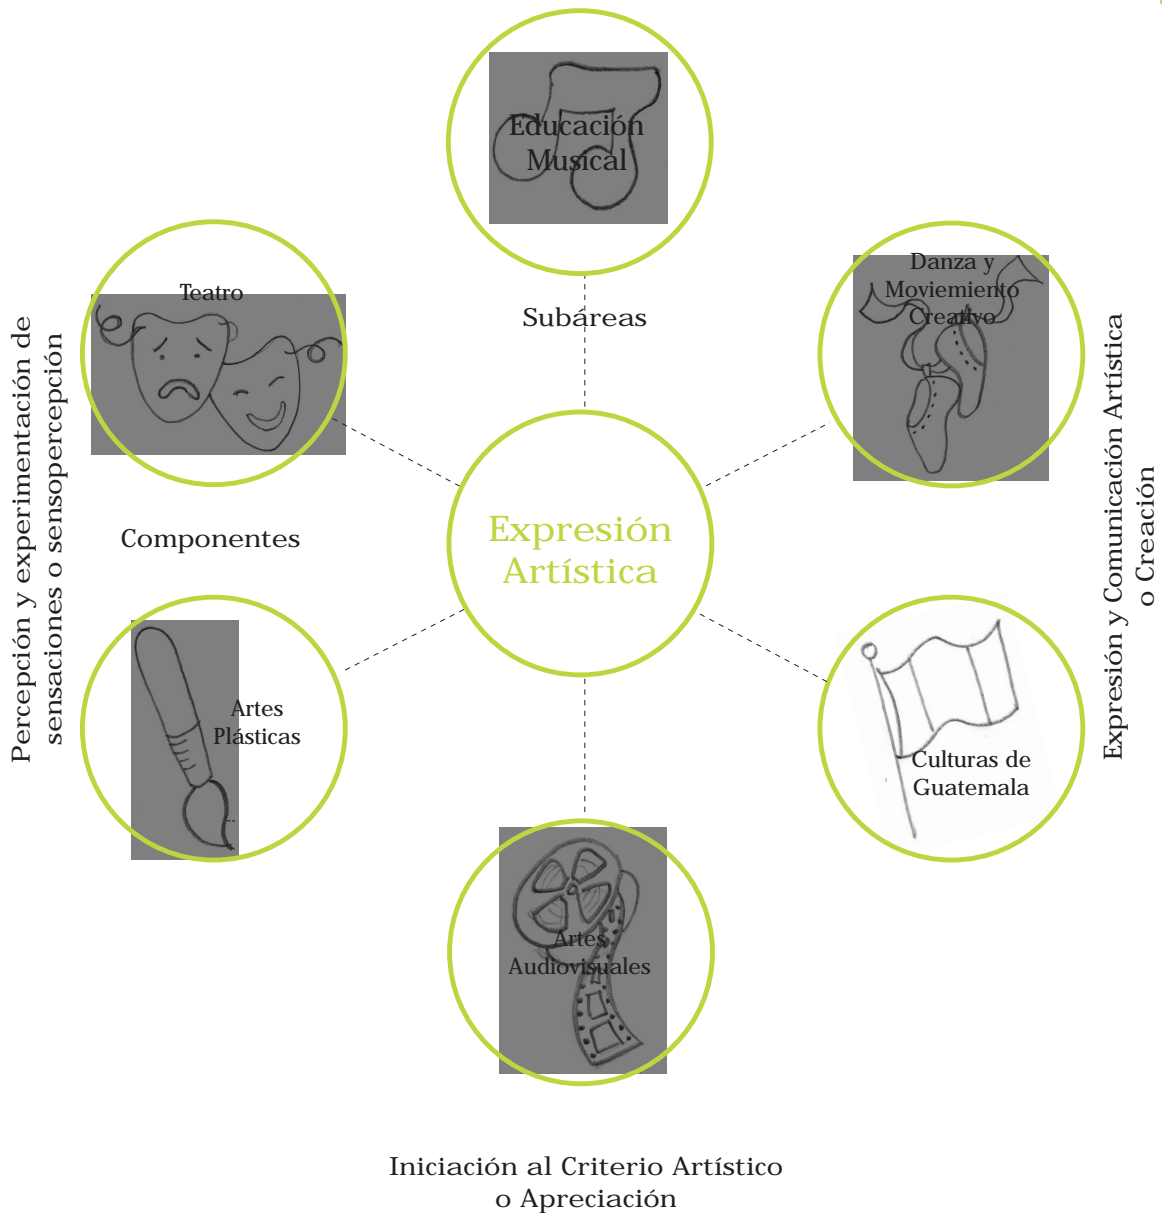 Educación
Musical
Subáreas
Teatro
Danza y
Moviemiento
Creativo
Percepción y experimentación de
sensaciones o sensopercepción
Expresión y Comunicación Artística
o Creación
Componentes
Expresión
Artística
Artes
Plásticas
Culturas de
Guatemala
Artes
Audiovisuales
Iniciación al Criterio Artístico
o Apreciación